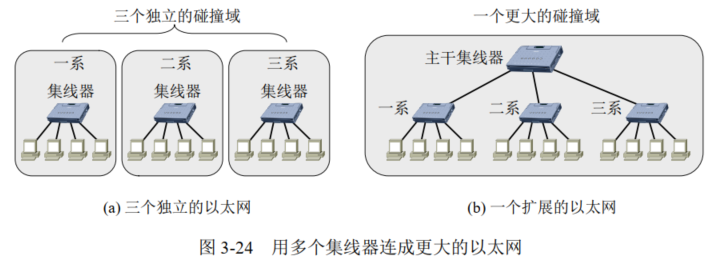 三个独立的碰撞域
一个更大的碰撞域
一系
集线器
二系
集线器
三系
集线器
主干集线器
一系
二系
三系
(a) 三个独立的以太网
(b) 一个扩展的以太网
图 3-24 用多个集线器连成更大的以太网